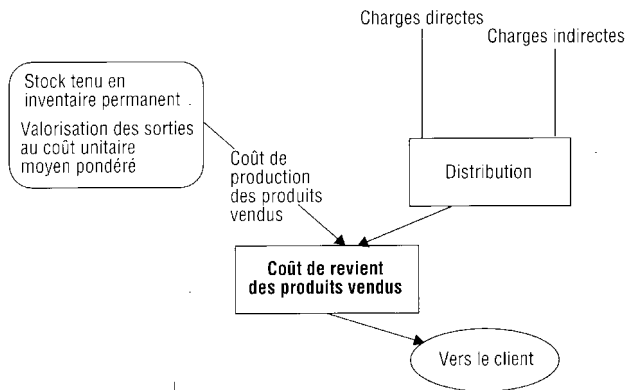 Charges directes
Charges indirectes
Stock tenu en
inventaire permanent .
Valorisation des sorties
au coût unitaire
moyen pondéré
Coût de
production
des produits
vendus
Distribution
Coût de revient
des produits vendus
Vers le client